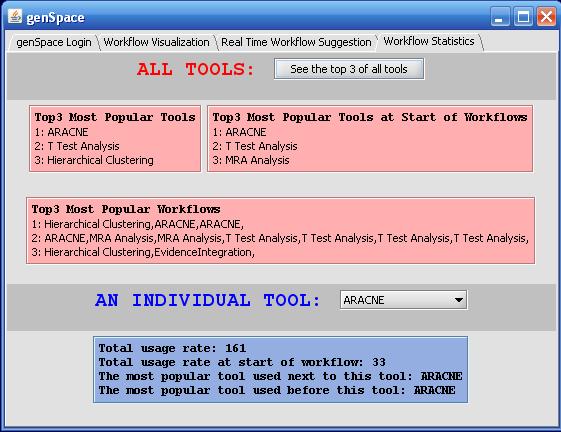 genSpace
genSpace Login Workflow Visualization Real Time Workflow Suggestion Workflow Statistics
ALL TOOLS: See the top 3 of all tools
Top3 Most Popular Tools
1: ARACNE
2: T Test Analysis
3: Hierarchical Clustering
Top3 Most Popular Tools at Start of Workflows
1: ARACNE
2: T Test Analysis
3: MRA Analysis
Top3 Most Popular Workflows
1: Hierarchical Clustering,ARACNE,ARACNE,
2: ARACNE,MRA Analysis,MRA Analysis,T Test Analysis,T Test Analysis,T Test Analysis,T Test Analysis,
3: Hierarchical Clustering,EvidenceIntegration,
AN INDIVIDUAL TOOL: ARACNE
Total usage rate: 161
Total usage rate at start of workflow: 33
The most popular tool used next to this tool: ARACNE
The most popular tool used before this tool: ARACNE